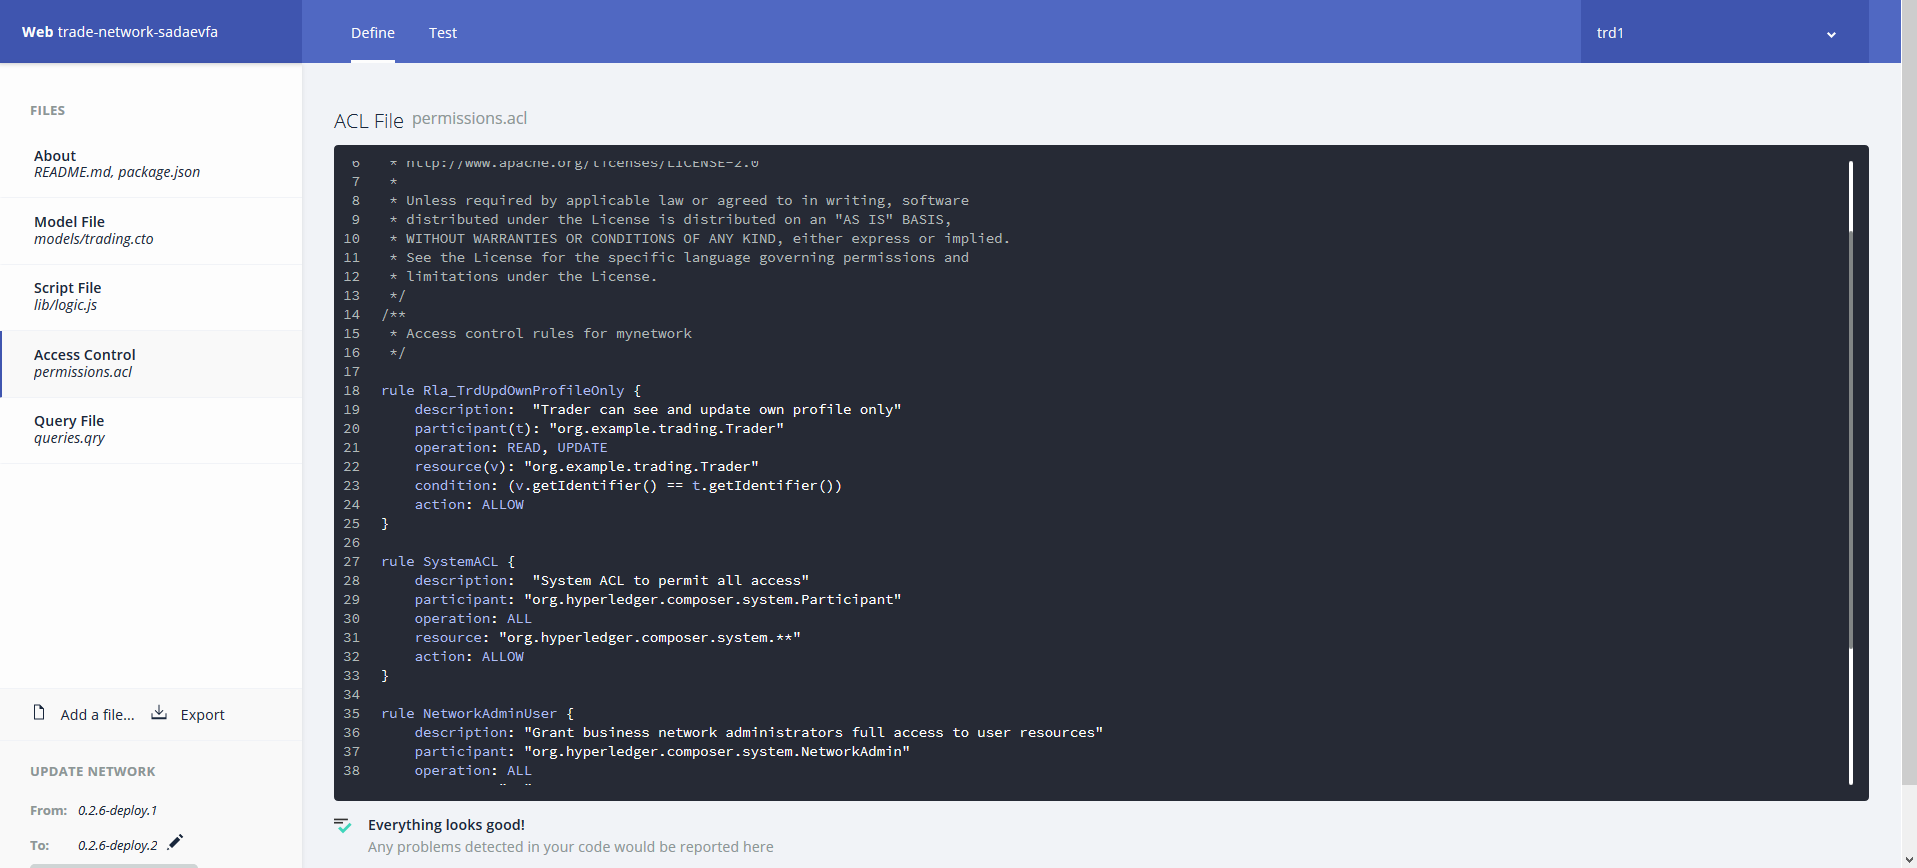 Web trade-network-sadaevfa
Define
Test
trd1
FILES
About
README.md, package.json
Model File
models/trading.cto
Script File
lib/logic.js
Access Control
permissions.acl
Query File
queries.qry
Add a file...
Export
UPDATE NETWORK
From: 0.2.6-deploy.1
To: 0.2.6-deploy.2
ACL File permissions.acl
6 * http://www.apache.org/licenses/LICENSE-2.0
7 *
8 * Unless required by applicable law or agreed to in writing, software
9 * distributed under the License is distributed on an "AS IS" BASIS,
10 * WITHOUT WARRANTIES OR CONDITIONS OF ANY KIND, either express or implied.
11 * See the License for the specific language governing permissions and
12 * limitations under the License.
13 */
14 /**
15 * Access control rules for mynetwork
16 */
17
18 rule Rla_TrdUpdOwnProfileOnly {
19 description: "Trader can see and update own profile only"
20 participant(t): "org.example.trading.Trader"
21 operation: READ, UPDATE
22 resource(v): "org.example.trading.Trader"
23 condition: (v.getIdentifier() == t.getIdentifier())
24 action: ALLOW
25 }
26
27 rule SystemACL {
28 description: "System ACL to permit all access"
29 participant: "org.hyperledger.composer.system.Participant"
30 operation: ALL
31 resource: "org.hyperledger.composer.system.**"
32 action: ALLOW
33 }
34
35 rule NetworkAdminUser {
36 description: "Grant business network administrators full access to user resources"
37 participant: "org.hyperledger.composer.system.NetworkAdmin"
38 operation: ALL
Everything looks good!
Any problems detected in your code would be reported here